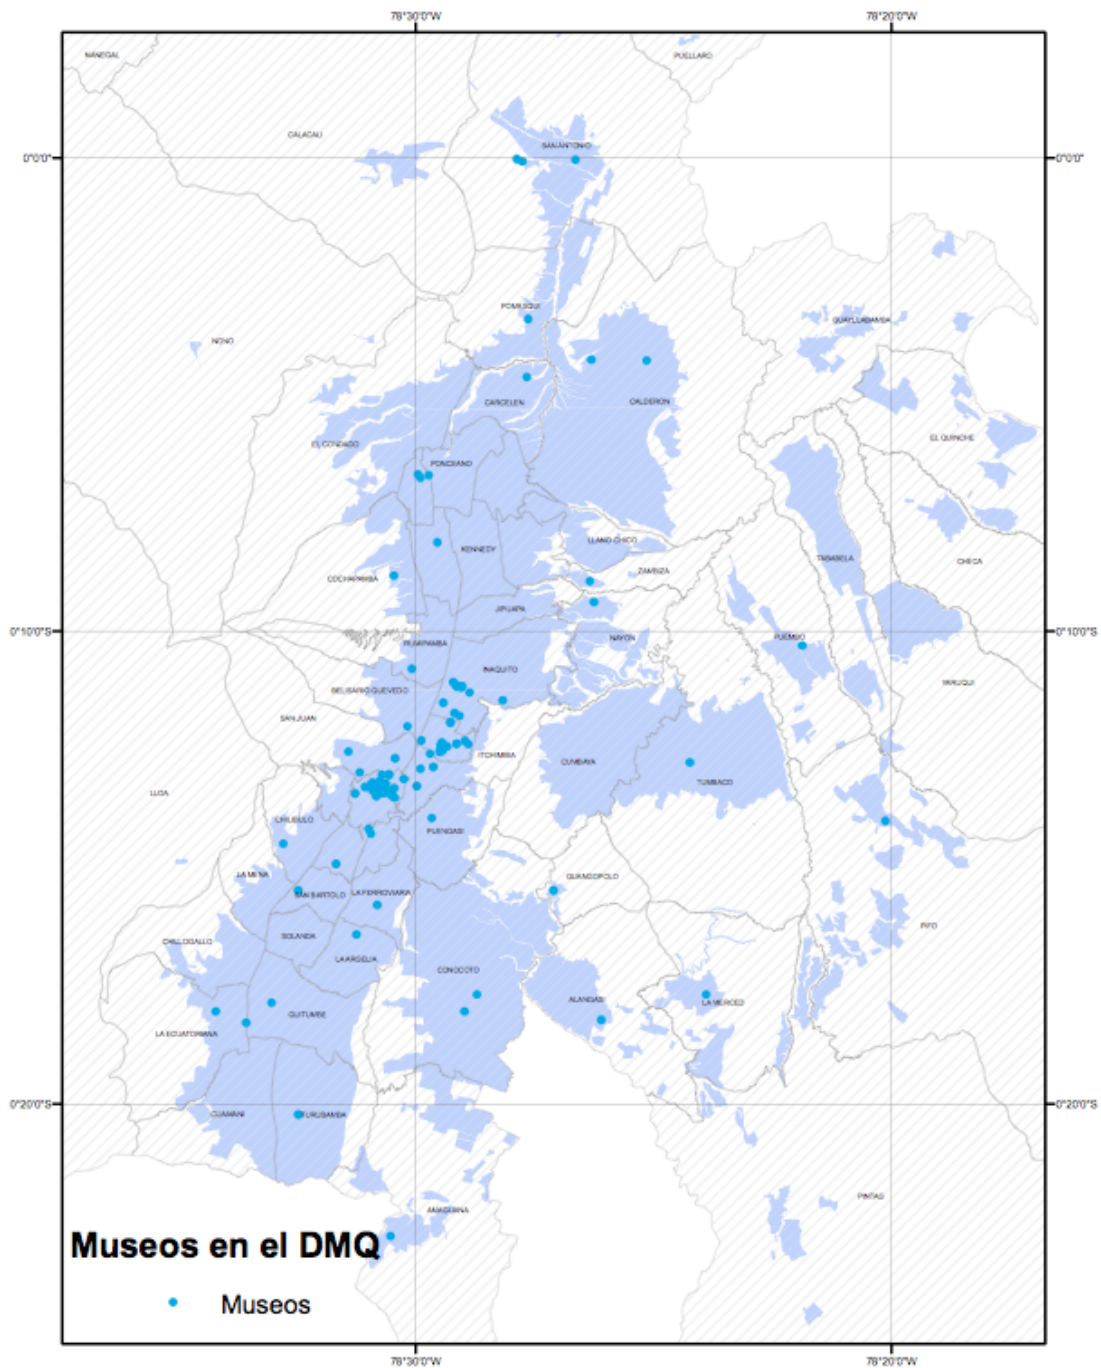 78°30'0"W
78°20'0"W
NANEGAL
PUELLARO
CALACALI
SAN ANTONIO
0°0'0"
0°0'0"
POMASQUI
GUAYLLABAMBA
NONO
CARCELEN
CALDERON
EL CONDADO
EL QUINCHE
PONCEANO
LLANO CHICO
KENNEDY
TABABELA
CHECA
ZAMBIZA
COCHAPAMBA
JIPIJAPA
0°10'0"S
0°10'0"S
RUMIPAMBA
NAYON
PUEMBO
INAQUITO
YARUQUI
BELISARIO QUEVEDO
SAN JUAN
ITCHIMBIA
CUMBAYA
TUMBACO
LLOA
CHILIBULO
PUENGASI
LA MENA
GUANGOPOLO
SAN BARTOLO
LA FERROVIARIA
PIFO
SOLANDA
CHILLOGALLO
LA ARGELIA
CONOCOTO
ALANGASI
LA MERCED
QUITUMBE
LA ECUATORIANA
0°20'0"S
0°20'0"S
GUAMANI
TURUBAMBA
PINTAG
AMAGUANA
Museos en el DMQ
Museos
78°30'0"W
78°20'0"W